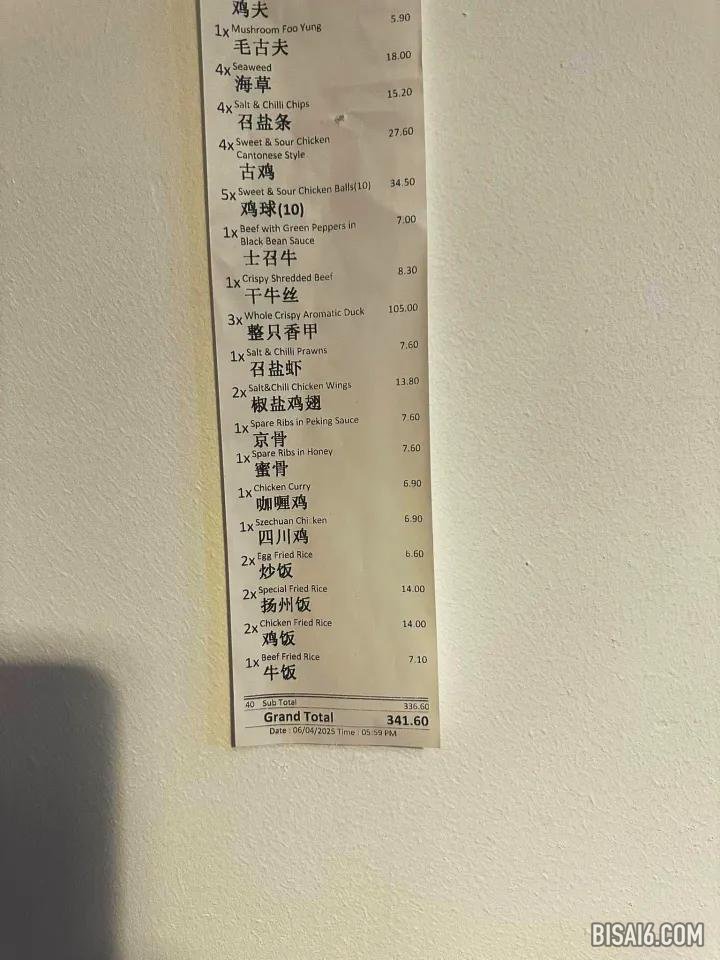 鸡夫
1x Mushroom Foo Yung 5.90
毛古夫
4x Seaweed 18.00
海草
4x Salt & Chilli Chips 15.20
召盐条
4x Sweet & Sour Chicken 27.60
Cantonese Style
古鸡
5x Sweet & Sour Chicken Balls(10) 34.50
鸡球(10)
1x Beef with Green Peppers in 7.00
Black Bean Sauce
士召牛
1x Crispy Shredded Beef 8.30
干牛丝
3x Whole Crispy Aromatic Duck 105.00
整只香甲
1x Salt & Chilli Prawns 7.60
召盐虾
2x Salt&Chili Chicken Wings 13.80
椒盐鸡翅
1x Spare Ribs in Peking Sauce 7.60
京骨
1x Spare Ribs in Honey 7.60
蜜骨
1x Chicken Curry 6.90
咖喱鸡
1x Szechuan Chicken 6.90
四川鸡
2x Egg Fried Rice 6.60
炒饭
2x Special Fried Rice 14.00
扬州饭
2x Chicken Fried Rice 14.00
鸡饭
1x Beef Fried Rice 7.10
牛饭
40 Sub Total 336.60
Grand Total 341.60
Date : 06/04/2025 Time : 05:59 PM
BISAI6.COM